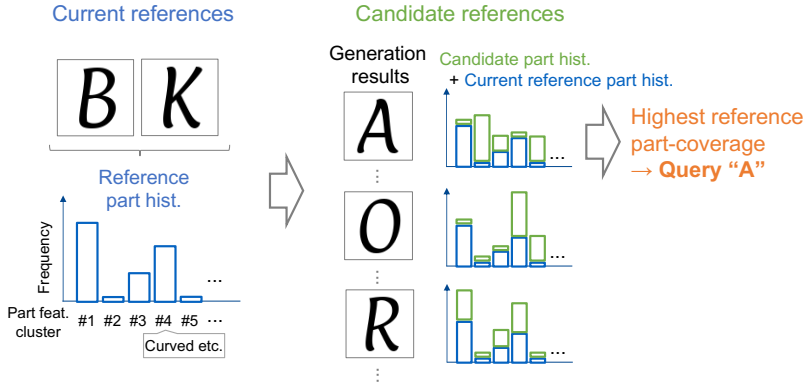 Current references
B K
Reference
part hist.
Frequency
Part feat.
cluster
#1 #2 #3 #4 #5 ...
Curved etc.
Candidate references
Generation
results
Candidate part hist.
+ Current reference part hist.
A
...
O
...
R
...
...
...
...
Highest reference
part-coverage
→ Query “A”